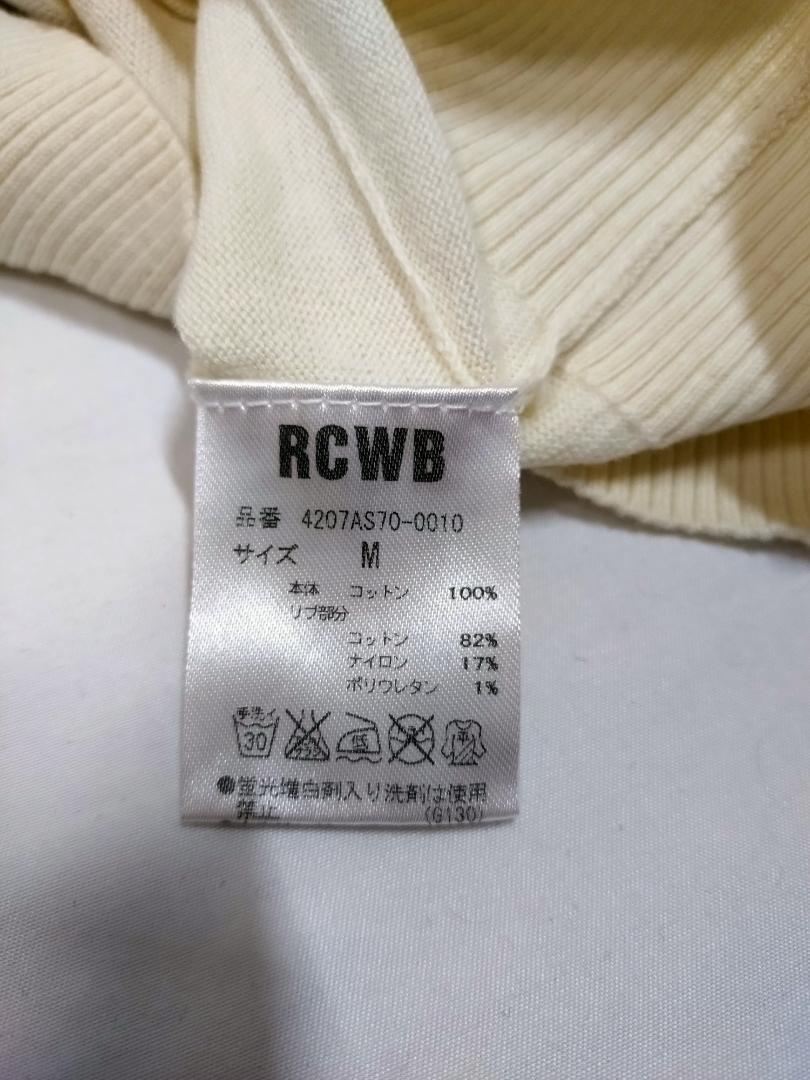 RCWB
品番 4207AS70-0010
サイズ M
本体 コットン 100%
リブ部分
コットン 82%
ナイロン 17%
ポリウレタン 1%
手洗イ 30 低 平
●蛍光増白剤入り洗剤は使用
禁止 (G130)